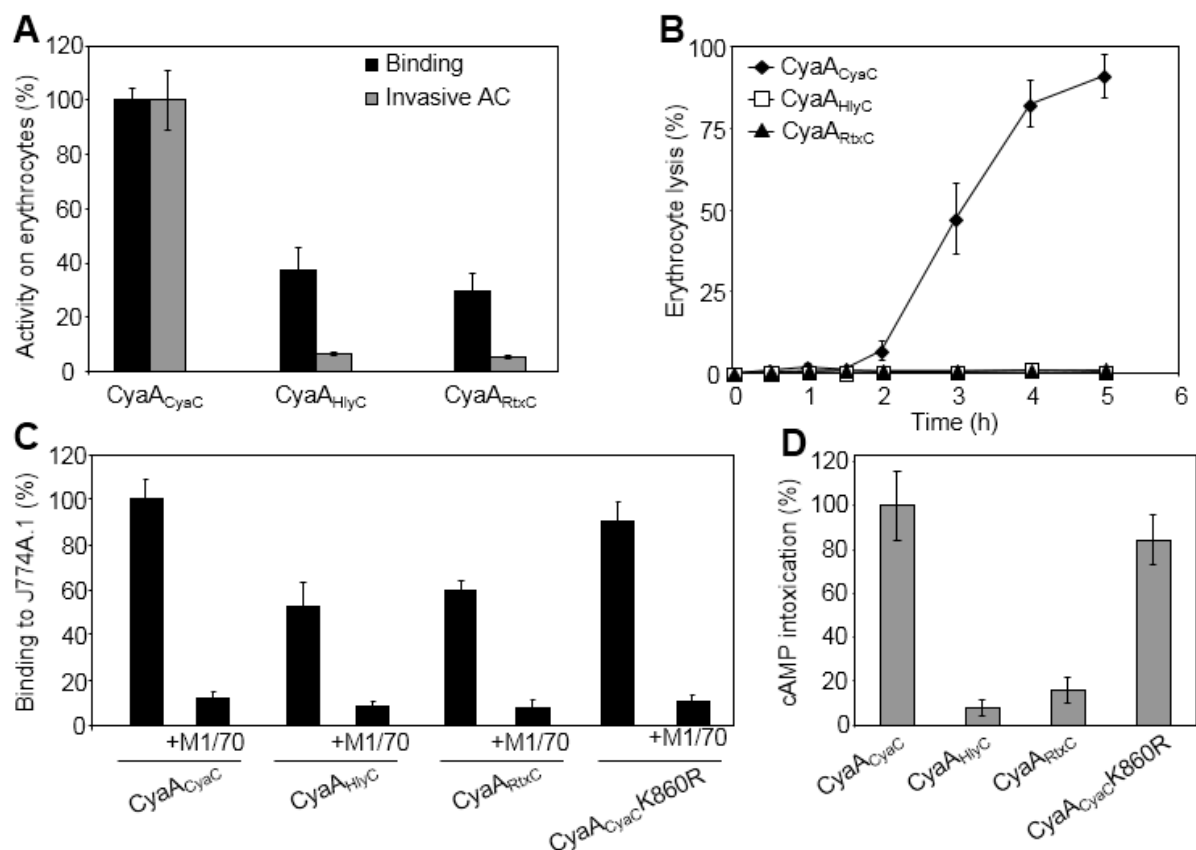 A
120
100
80
60
40
20
0
Activity on erythrocytes (%)
Binding
Invasive AC
CyaACyaC
CyaAHlyC
CyaARtxC
B
100
75
50
25
0
Erythrocyte lysis (%)
CyaACyaC
CyaAHlyC
CyaARtxC
0 1 2 3 4 5 6
Time (h)
C
120
100
80
60
40
20
0
Binding to J774A.1 (%)
+M1/70 +M1/70 +M1/70 +M1/70
CyaACyaC
CyaAHlyC
CyaARtxC
CyaACyaCK860R
D
120
100
80
60
40
20
0
cAMP intoxication (%)
CyaACyaC
CyaAHlyC
CyaARtxC
CyaACyaCK860R